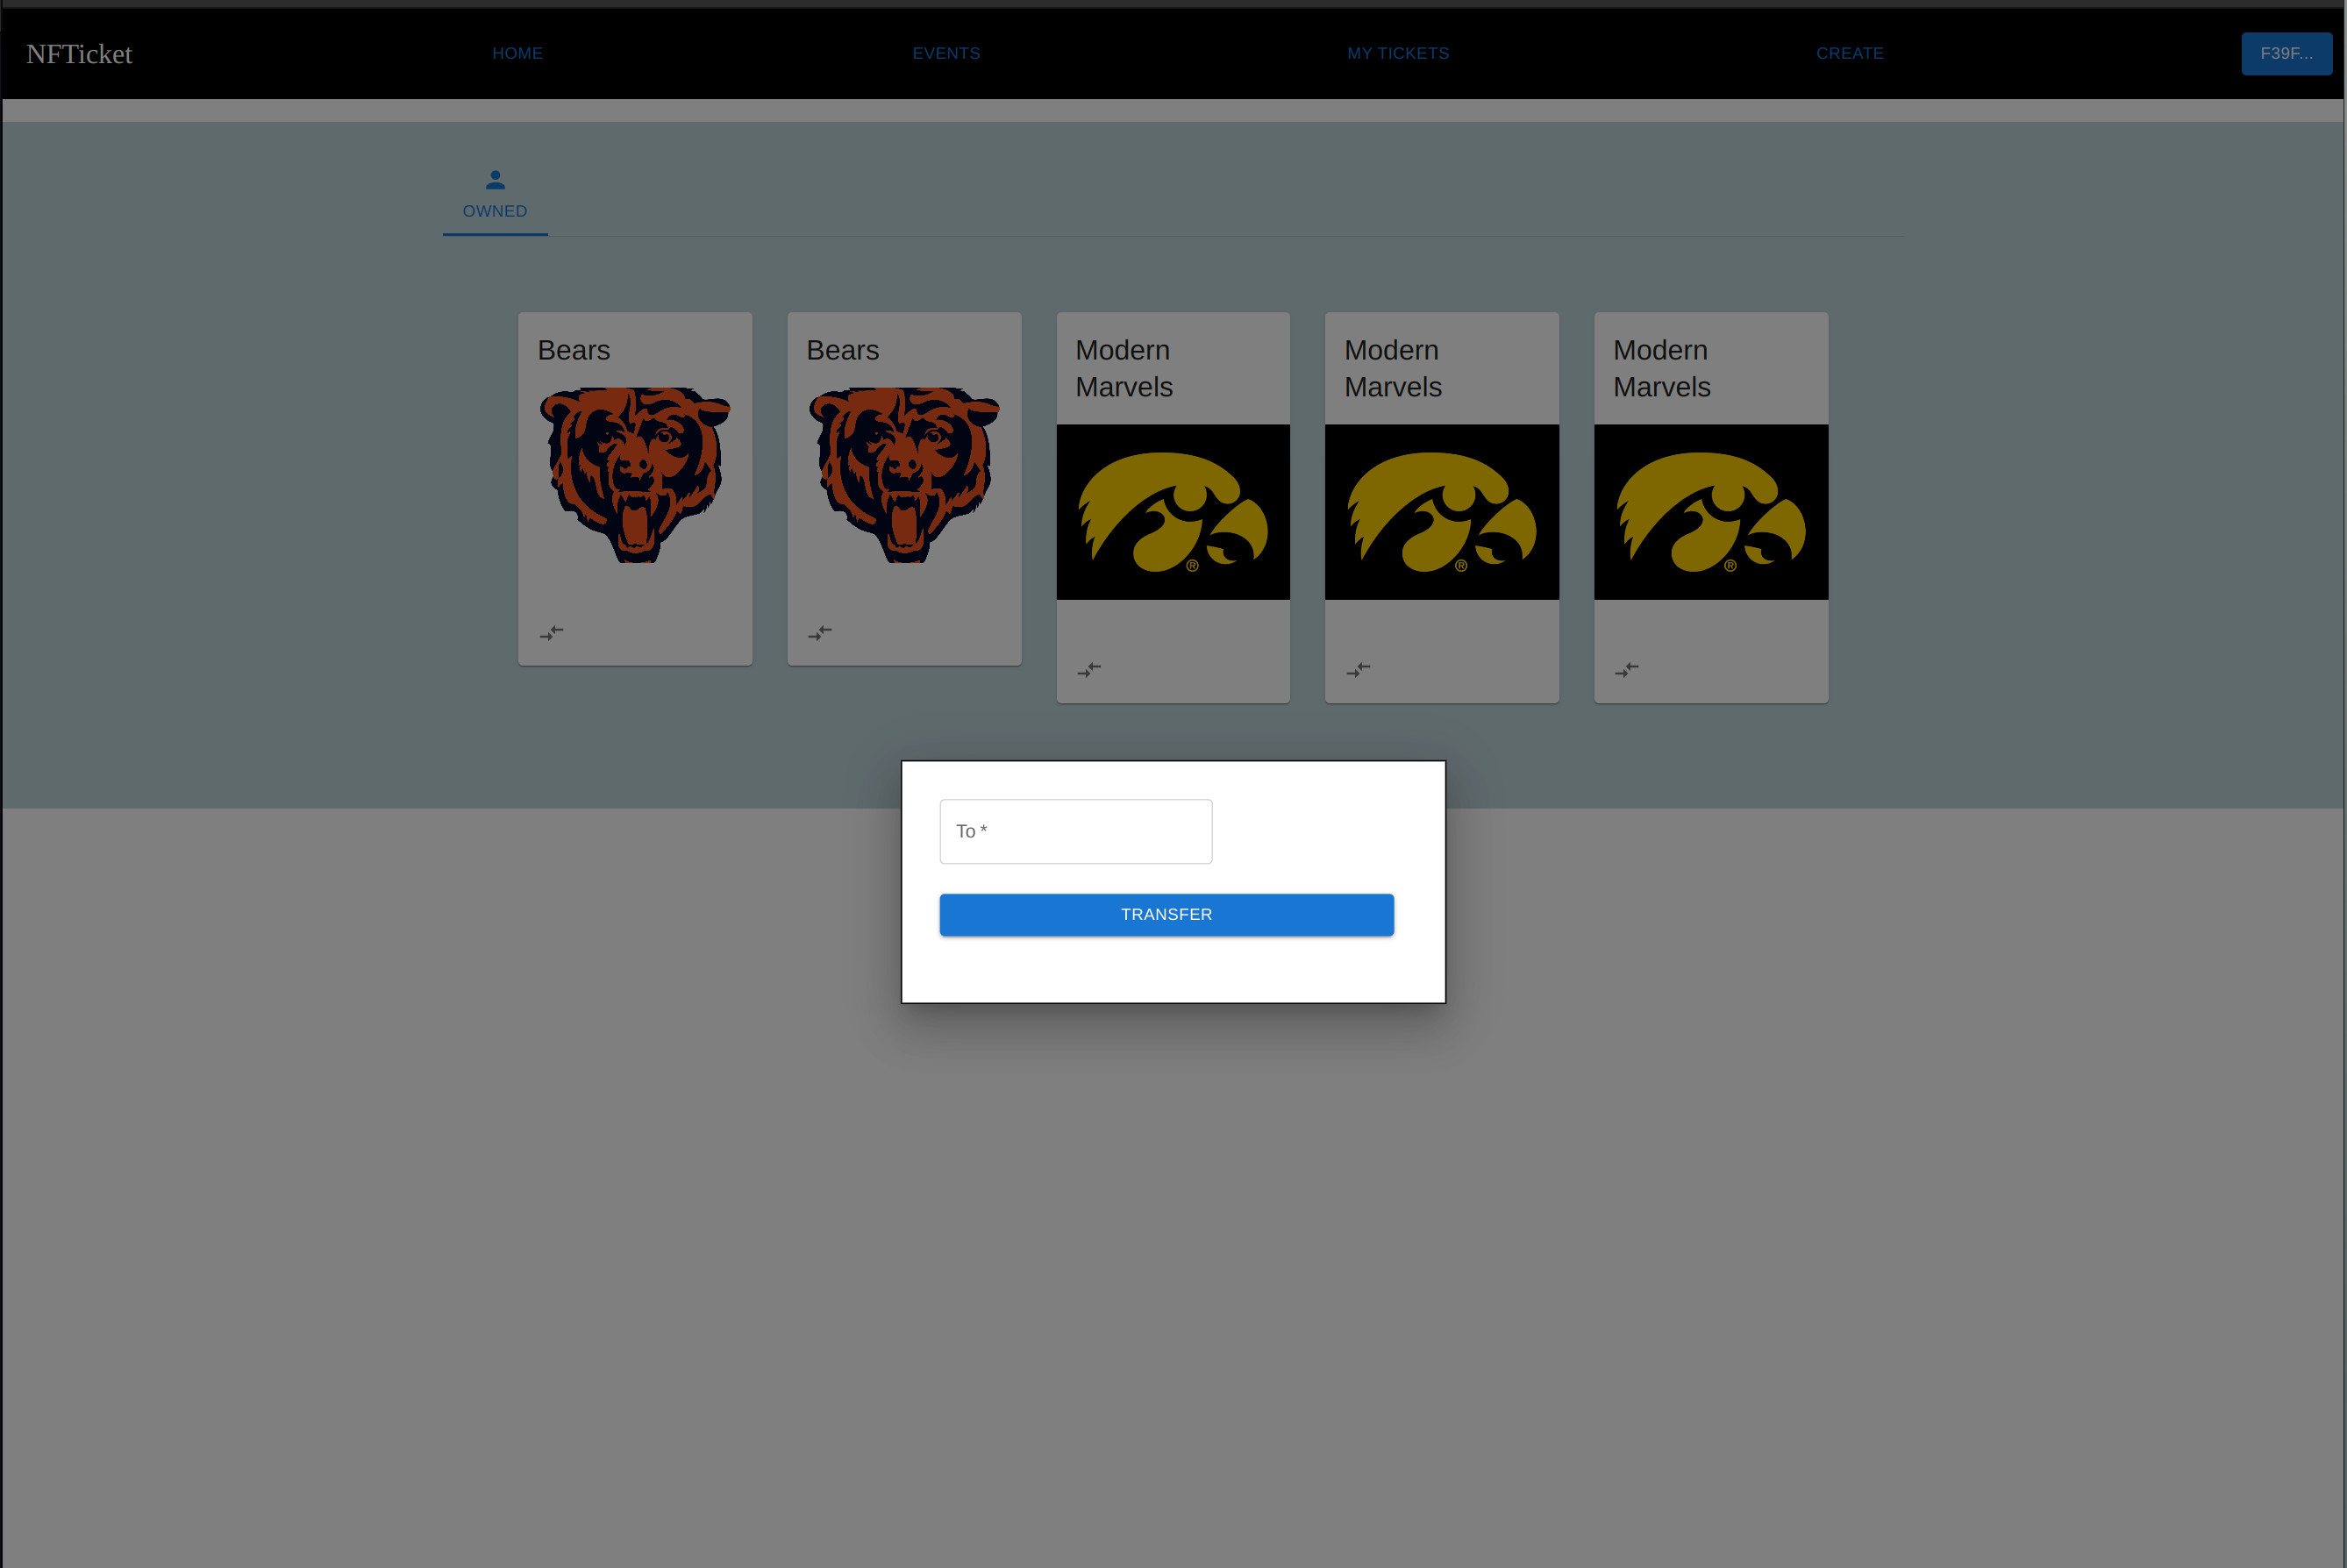 NFTicket
HOME
EVENTS
MY TICKETS
CREATE
F39F...
OWNED
Bears
Bears
Modern
Marvels
Modern
Marvels
Modern
Marvels
®
®
®
To *
TRANSFER